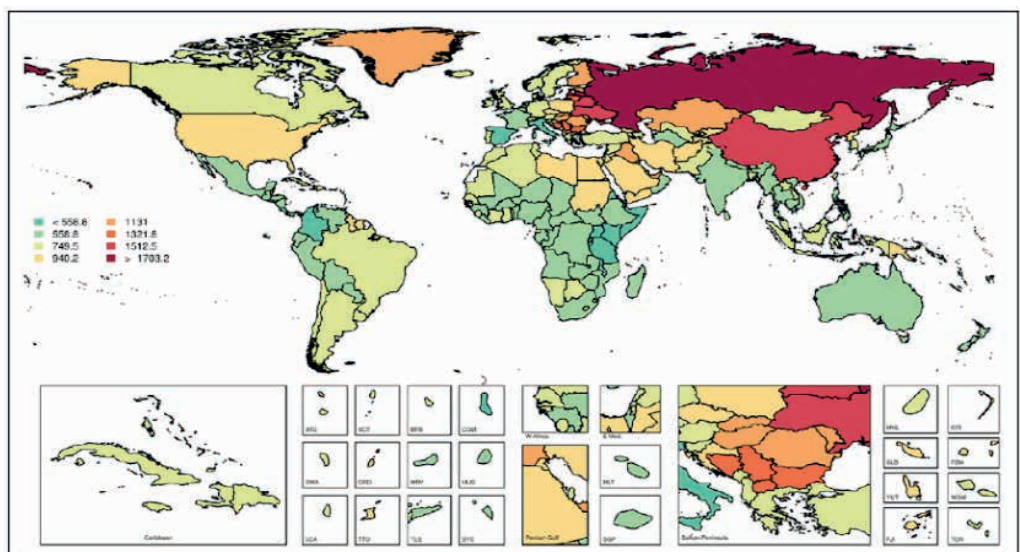 < 558.8
558.8
749.5
940.2
1131
1321.8
1512.5
> 1703.2
ATG
VCT
BRB
COM
W Africa
E Med.
MHL
KIR
DMA
GRD
MDV
MUS
MLT
SLB
FSM
LCA
TTO
TLS
SYC
SGP
VUT
WSM
FJI
TON
Caribbean
Persian Gulf
Balkan Peninsula